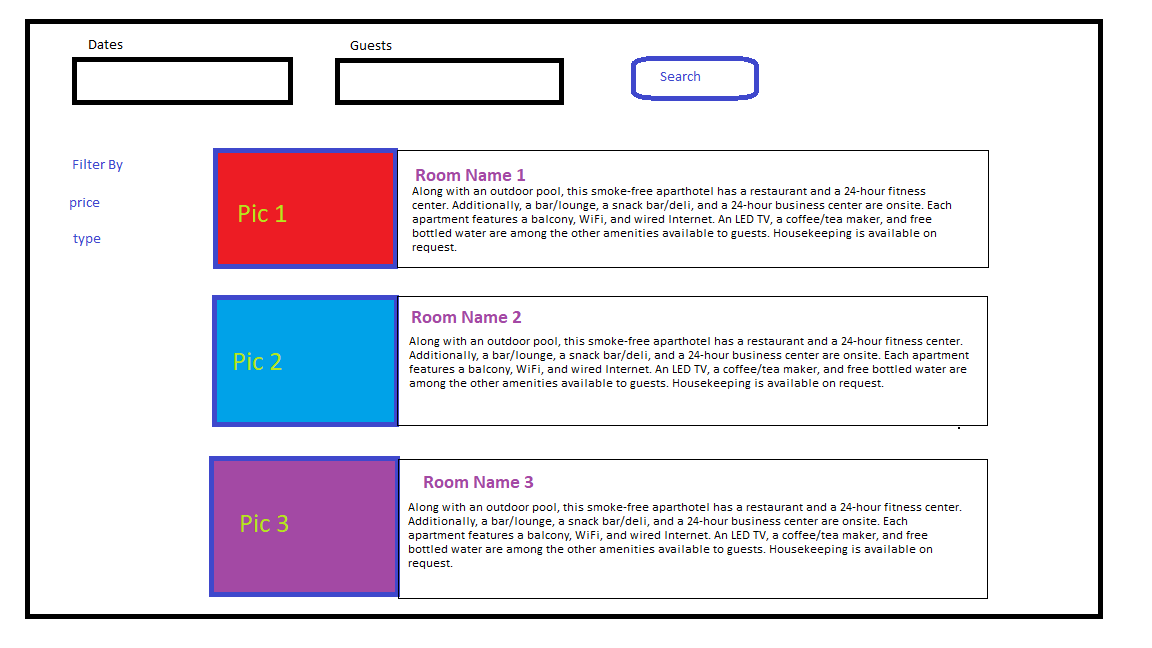 Dates
Guests
Search
Filter By
price
type
Pic 1
Room Name 1
Along with an outdoor pool, this smoke-free aparthotel has a restaurant and a 24-hour fitness
center. Additionally, a bar/lounge, a snack bar/deli, and a 24-hour business center are onsite. Each
apartment features a balcony, WiFi, and wired Internet. An LED TV, a coffee/tea maker, and free
bottled water are among the other amenities available to guests. Housekeeping is available on
request.
Pic 2
Room Name 2
Along with an outdoor pool, this smoke-free aparthotel has a restaurant and a 24-hour fitness center.
Additionally, a bar/lounge, a snack bar/deli, and a 24-hour business center are onsite. Each apartment
features a balcony, WiFi, and wired Internet. An LED TV, a coffee/tea maker, and free bottled water are
among the other amenities available to guests. Housekeeping is available on request.
Pic 3
Room Name 3
Along with an outdoor pool, this smoke-free aparthotel has a restaurant and a 24-hour fitness center.
Additionally, a bar/lounge, a snack bar/deli, and a 24-hour business center are onsite. Each
apartment features a balcony, WiFi, and wired Internet. An LED TV, a coffee/tea maker, and free
bottled water are among the other amenities available to guests. Housekeeping is available on
request.